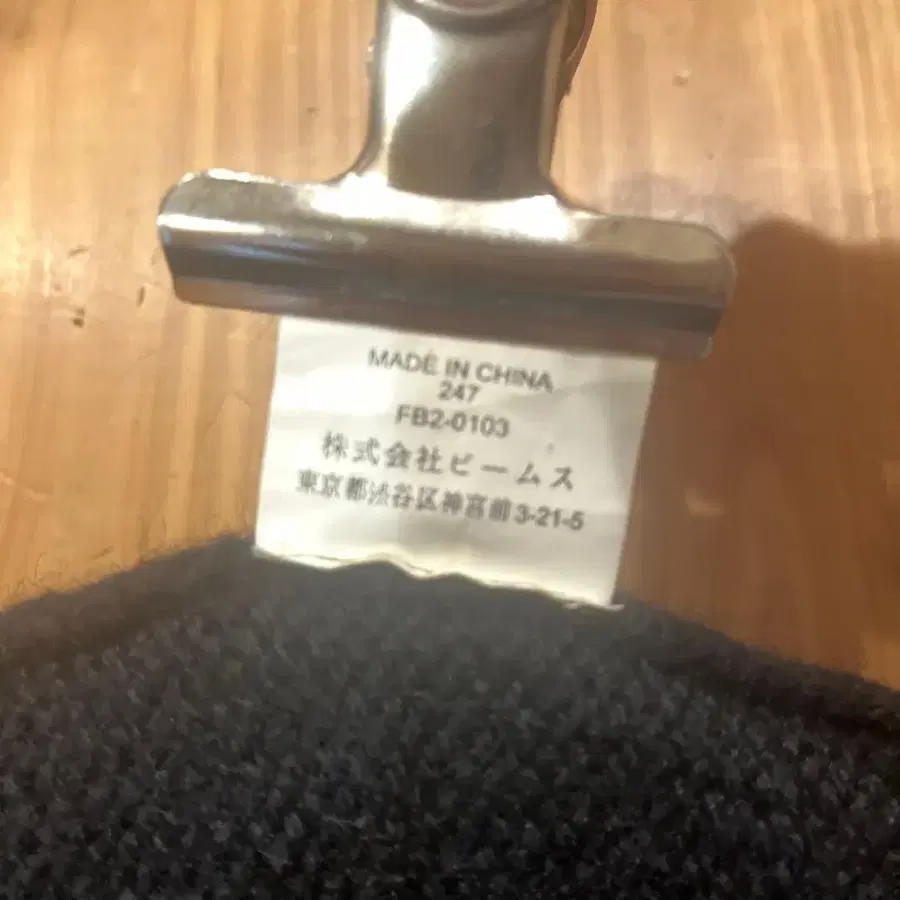 MADE IN CHINA
247
FB2-0103
株式会社ビームス
東京都渋谷区神宮前3-21-5